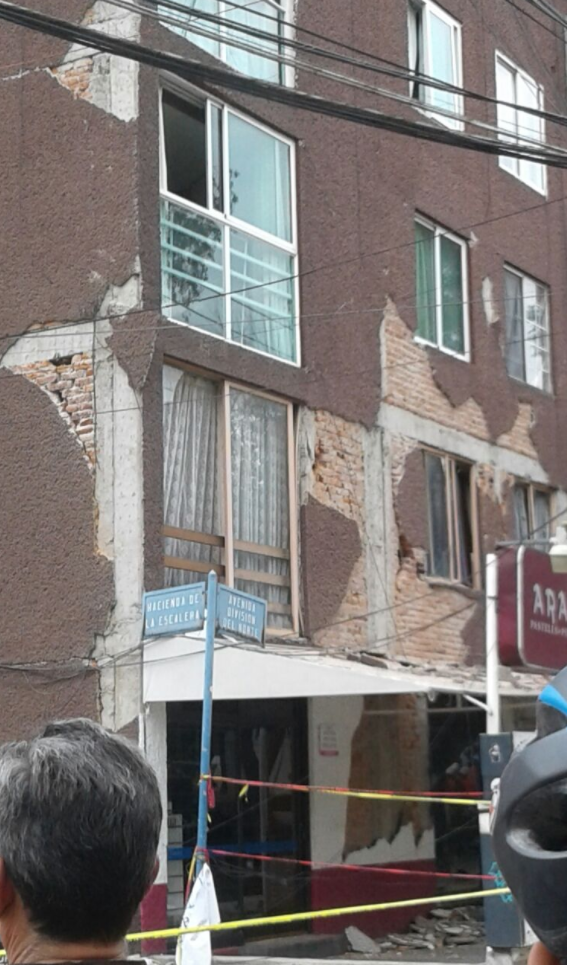 HACIENDA DE
LA ESCALERA
AVENIDA
DIVISION
DEL NORTE
ARA